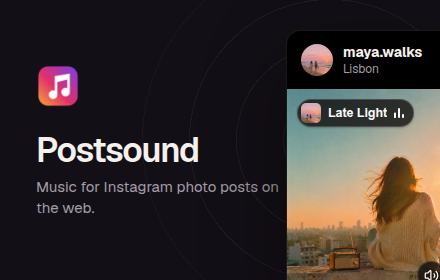 maya.walks
Lisbon
Late Light
Postsound
Music for Instagram photo posts on
the web.